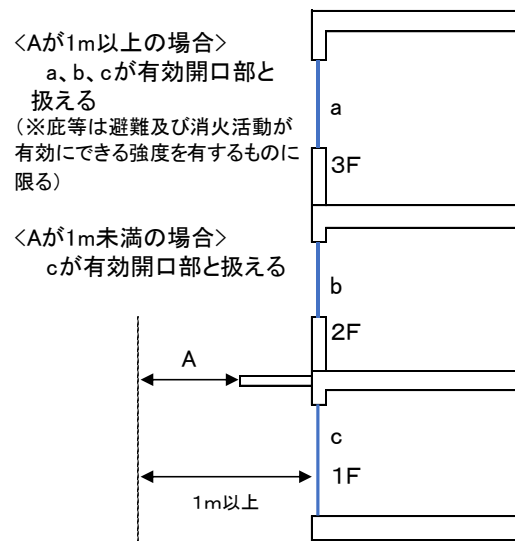 <Aが1m以上の場合>
a、b、cが有効開口部と
扱える
(※庇等は避難及び消火活動が
有効にできる強度を有するものに
限る)
<Aが1m未満の場合>
cが有効開口部と扱える
a
3F
b
2F
A
c
1F
1m以上